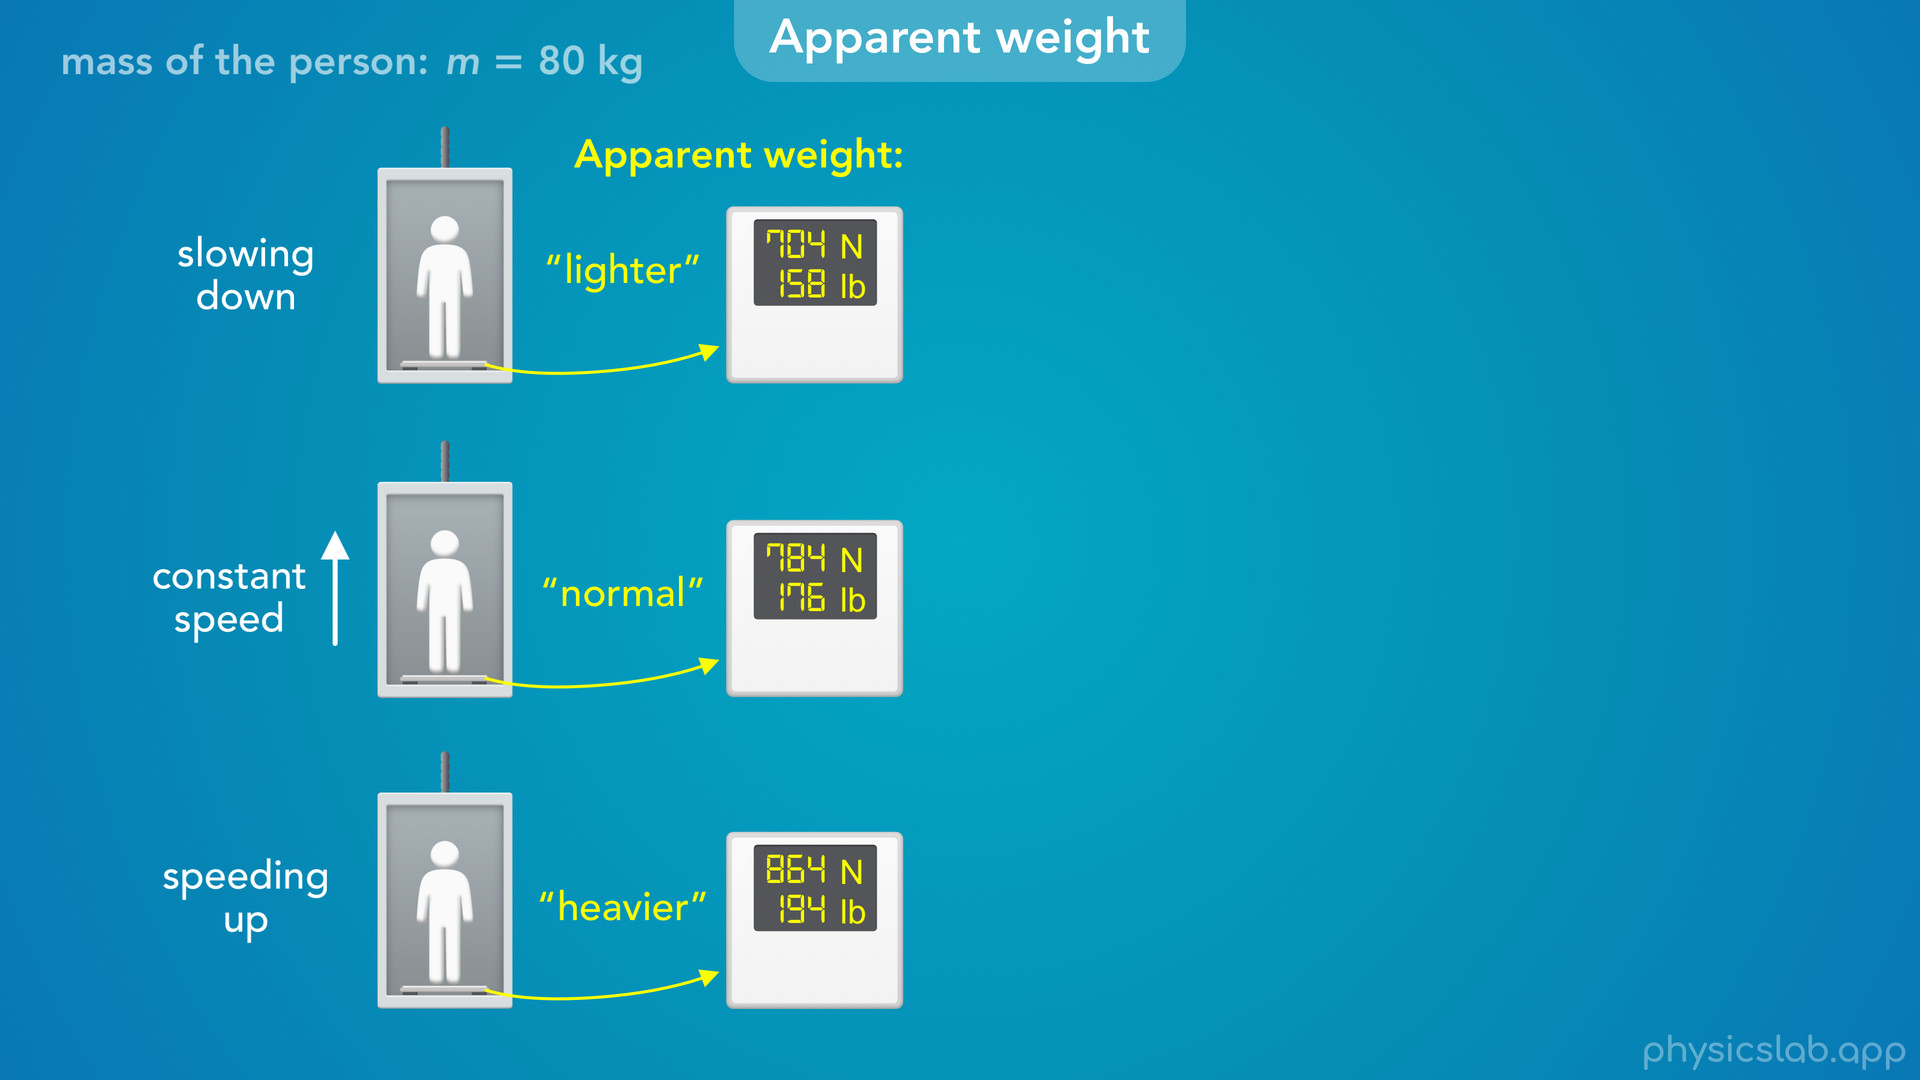 Apparent weight
mass of the person: m = 80 kg
Apparent weight:
slowing
down
“lighter”
704 N
158 lb
constant
speed
“normal”
784 N
176 lb
speeding
up
“heavier”
864 N
194 lb
physicslab.app